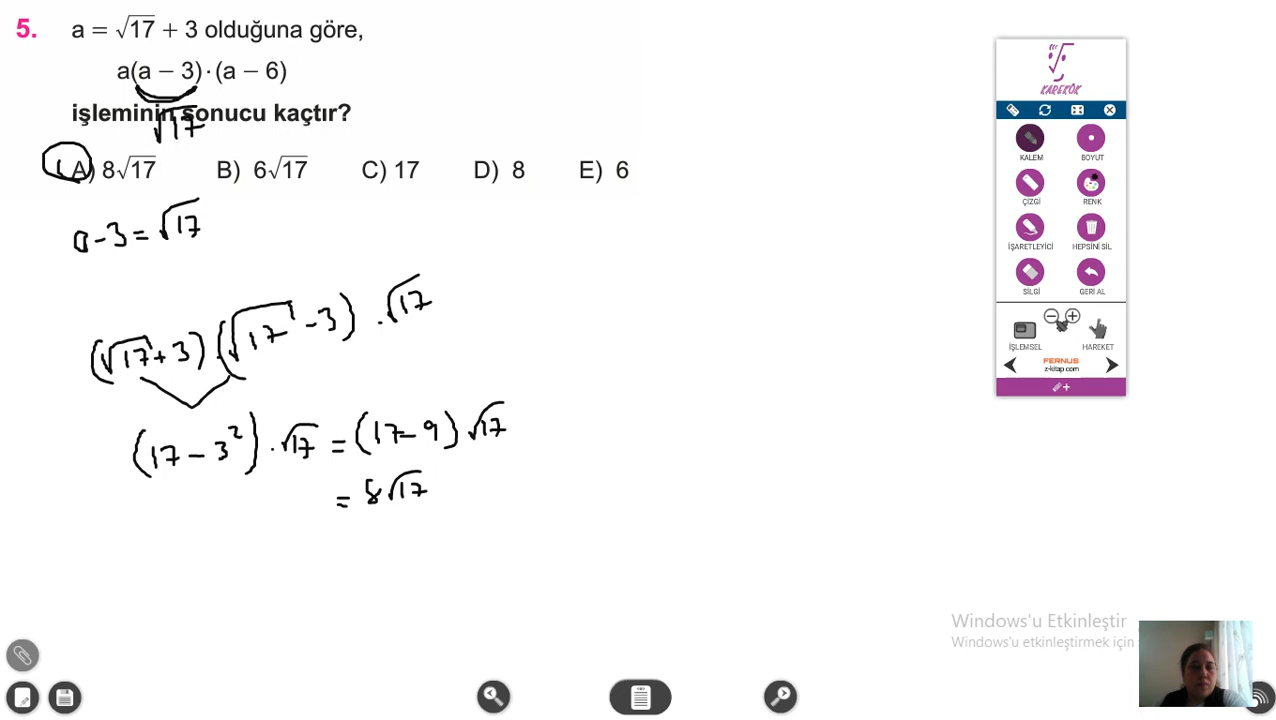 5. a = √17 + 3 olduğuna göre,
a(a − 3)·(a − 6)
işleminin sonucu kaçtır?
√17
A) 8√17 B) 6√17 C) 17 D) 8 E) 6
a-3=√17
(√17+3).(√17-3).√17
(17-3²).√17=(17-9)√17
=8√17
KAREKÖK
KALEM BOYUT
ÇİZGİ RENK
İŞARETLEYİCİ HEPSİNİ SİL
SİLGİ GERİ AL
İŞLEMSEL HAREKET
FERNUS
z-kitap.com
Windows'u Etkinleştir
Windows'u etkinleştirmek için